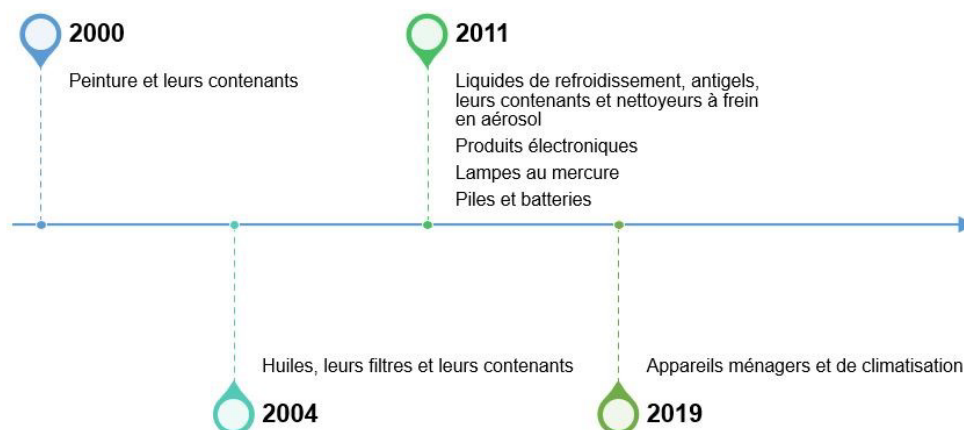 2000
Peinture et leurs contenants
2011
Liquides de refroidissement, antigels,
leurs contenants et nettoyeurs à frein
en aérosol
Produits électroniques
Lampes au mercure
Piles et batteries
Huiles, leurs filtres et leurs contenants
2004
Appareils ménagers et de climatisation
2019